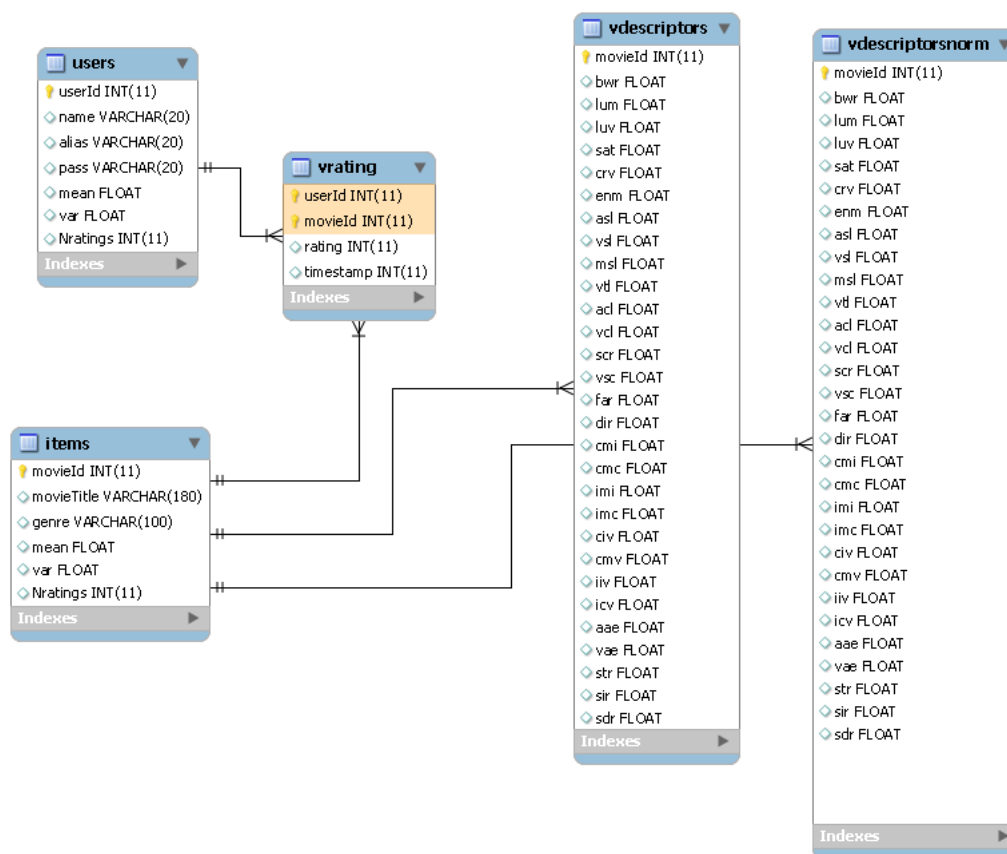 users
userId INT(11)
name VARCHAR(20)
alias VARCHAR(20)
pass VARCHAR(20)
mean FLOAT
var FLOAT
Nratings INT(11)
Indexes
vrating
userId INT(11)
movieId INT(11)
rating INT(11)
timestamp INT(11)
Indexes
items
movieId INT(11)
movieTitle VARCHAR(180)
genre VARCHAR(100)
mean FLOAT
var FLOAT
Nratings INT(11)
Indexes
vdescriptors
movieId INT(11)
bwr FLOAT
lum FLOAT
luv FLOAT
sat FLOAT
crv FLOAT
enm FLOAT
asl FLOAT
vsl FLOAT
msl FLOAT
vtl FLOAT
acl FLOAT
vcl FLOAT
scr FLOAT
vsc FLOAT
far FLOAT
dir FLOAT
cmi FLOAT
cmc FLOAT
imi FLOAT
imc FLOAT
civ FLOAT
cmv FLOAT
iiv FLOAT
icv FLOAT
aae FLOAT
vae FLOAT
str FLOAT
sir FLOAT
sdr FLOAT
Indexes
vdescriptorsnorm
movieId INT(11)
bwr FLOAT
lum FLOAT
luv FLOAT
sat FLOAT
crv FLOAT
enm FLOAT
asl FLOAT
vsl FLOAT
msl FLOAT
vtl FLOAT
acl FLOAT
vcl FLOAT
scr FLOAT
vsc FLOAT
far FLOAT
dir FLOAT
cmi FLOAT
cmc FLOAT
imi FLOAT
imc FLOAT
civ FLOAT
cmv FLOAT
iiv FLOAT
icv FLOAT
aae FLOAT
vae FLOAT
str FLOAT
sir FLOAT
sdr FLOAT
Indexes